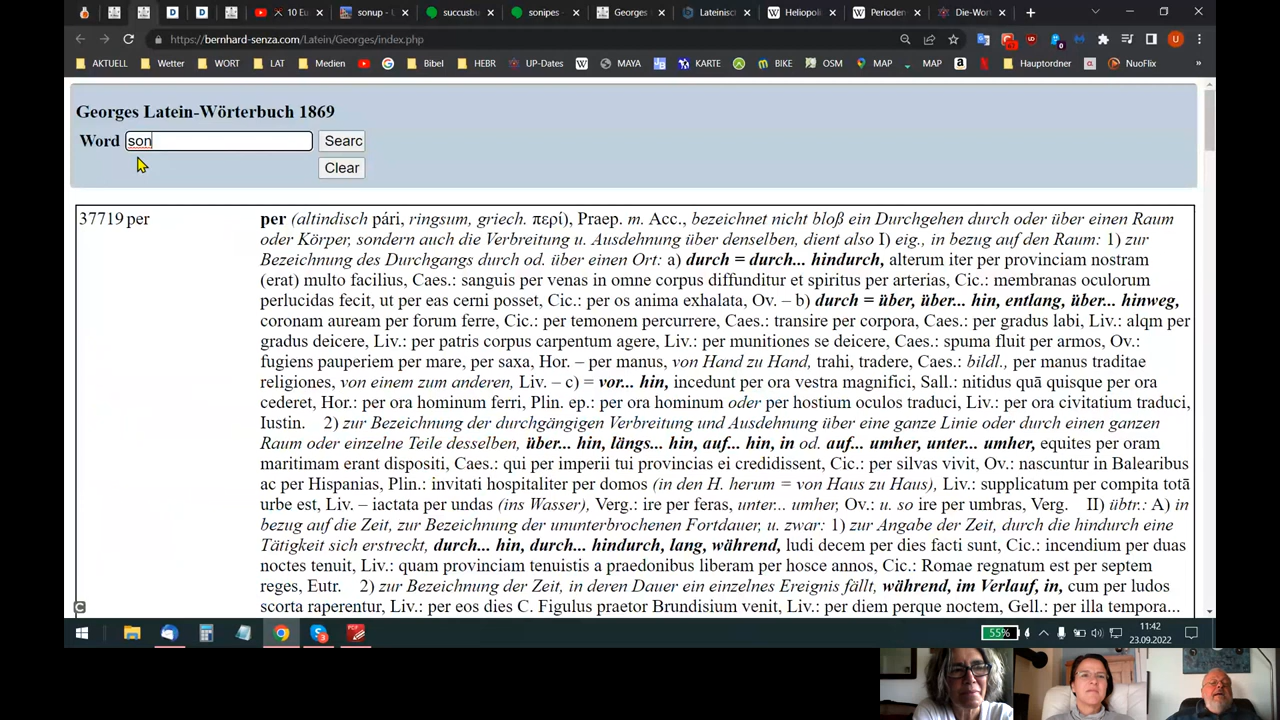 10 Eu
sonup - L
succusbu
sonipes -
Georges
Lateinisc
Heliopoli
Perioden
Die-Wort
https://bernhard-senza.com/Latein/Georges/index.php
AKTUELL Wetter WORT LAT Medien Bibel HEBR UP-Dates MAYA KARTE BIKE OSM MAP MAP Hauptordner NuoFlix »
Georges Latein-Wörterbuch 1869
Word son Searc
Clear
37719 per
per (altindisch pári, ringsum, griech. περί), Praep. m. Acc., bezeichnet nicht bloß ein Durchgehen durch oder über einen Raum
oder Körper, sondern auch die Verbreitung u. Ausdehnung über denselben, dient also I) eig., in bezug auf den Raum: 1) zur
Bezeichnung des Durchgangs durch od. über einen Ort: a) durch = durch... hindurch, alterum iter per provinciam nostram
(erat) multo facilius, Caes.: sanguis per venas in omne corpus diffunditur et spiritus per arterias, Cic.: membranas oculorum
perlucidas fecit, ut per eas cerni posset, Cic.: per os anima exhalata, Ov. – b) durch = über, über... hin, entlang, über... hinweg,
coronam auream per forum ferre, Cic.: per temonem percurrere, Caes.: transire per corpora, Caes.: per gradus labi, Liv.: alqm per
gradus deicere, Liv.: per patris corpus carpentum agere, Liv.: per munitiones se deicere, Caes.: spuma fluit per armos, Ov.:
fugiens pauperiem per mare, per saxa, Hor. – per manus, von Hand zu Hand, trahi, tradere, Caes.: bildl., per manus traditae
religiones, von einem zum anderen, Liv. – c) = vor... hin, incedunt per ora vestra magnifici, Sall.: nitidus quā quisque per ora
cederet, Hor.: per ora hominum ferri, Plin. ep.: per ora hominum oder per hostium oculos traduci, Liv.: per ora civitatium traduci,
Iustin. 2) zur Bezeichnung der durchgängigen Verbreitung und Ausdehnung über eine ganze Linie oder durch einen ganzen
Raum oder einzelne Teile desselben, über... hin, längs... hin, auf... hin, in od. auf... umher, unter... umher, equites per oram
maritimam erant dispositi, Caes.: qui per imperii tui provincias ei credidissent, Cic.: per silvas vivit, Ov.: nascuntur in Balearibus
ac per Hispanias, Plin.: invitati hospitaliter per domos (in den H. herum = von Haus zu Haus), Liv.: supplicatum per compita totā
urbe est, Liv. – iactata per undas (ins Wasser), Verg.: ire per feras, unter... umher, Ov.: u. so ire per umbras, Verg. II) übtr.: A) in
bezug auf die Zeit, zur Bezeichnung der ununterbrochenen Fortdauer, u. zwar: 1) zur Angabe der Zeit, durch die hindurch eine
Tätigkeit sich erstreckt, durch... hin, durch... hindurch, lang, während, ludi decem per dies facti sunt, Cic.: incendium per duas
noctes tenuit, Liv.: quam provinciam tenuistis a praedonibus liberam per hosce annos, Cic.: Romae regnatum est per septem
reges, Eutr. 2) zur Bezeichnung der Zeit, in deren Dauer ein einzelnes Ereignis fällt, während, im Verlauf, in, cum per ludos
scorta raperentur, Liv.: per eos dies C. Figulus praetor Brundisium venit, Liv.: per diem perque noctem, Gell.: per illa tempora...
55%
11:42
23.09.2022